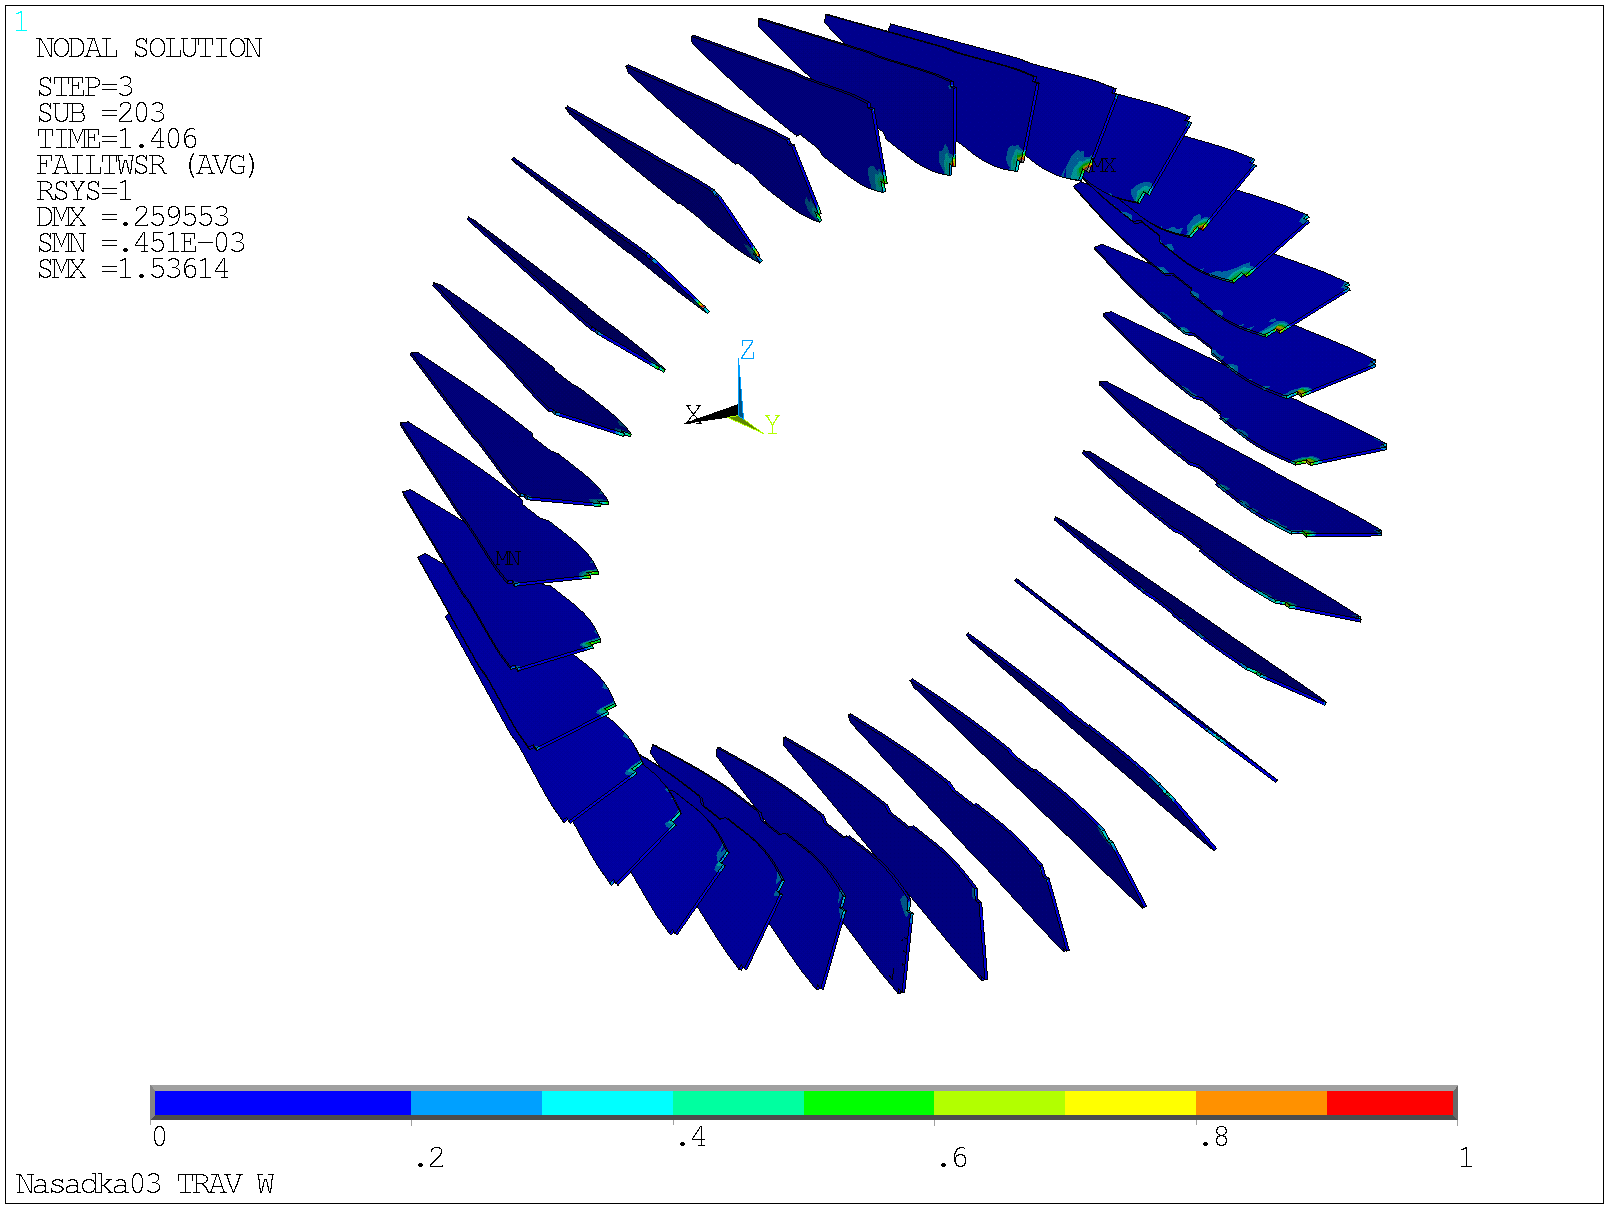 1
NODAL SOLUTION
STEP=3
SUB =203
TIME=1.406
FAILTWSR (AVG)
RSYS=1
DMX =.259553
SMN =.451E-03
SMX =1.53614
MX
Z
X
Y
MN
0
.2
.4
.6
.8
1
Nasadka03 TRAV W